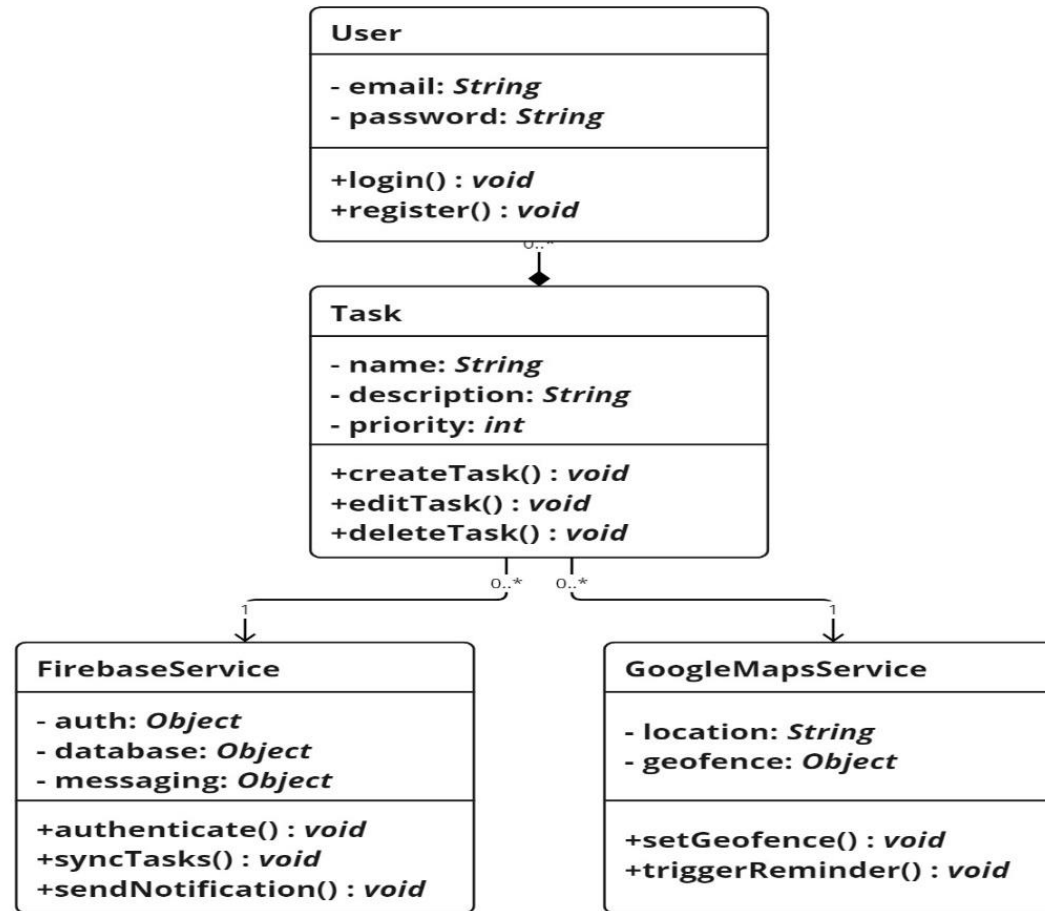 User
- email: String
- password: String
+login() : void
+register() : void
0..*
Task
- name: String
- description: String
- priority: int
+createTask() : void
+editTask() : void
+deleteTask() : void
0..* 0..*
1 1
FirebaseService
- auth: Object
- database: Object
- messaging: Object
+authenticate() : void
+syncTasks() : void
+sendNotification() : void
GoogleMapsService
- location: String
- geofence: Object
+setGeofence() : void
+triggerReminder() : void